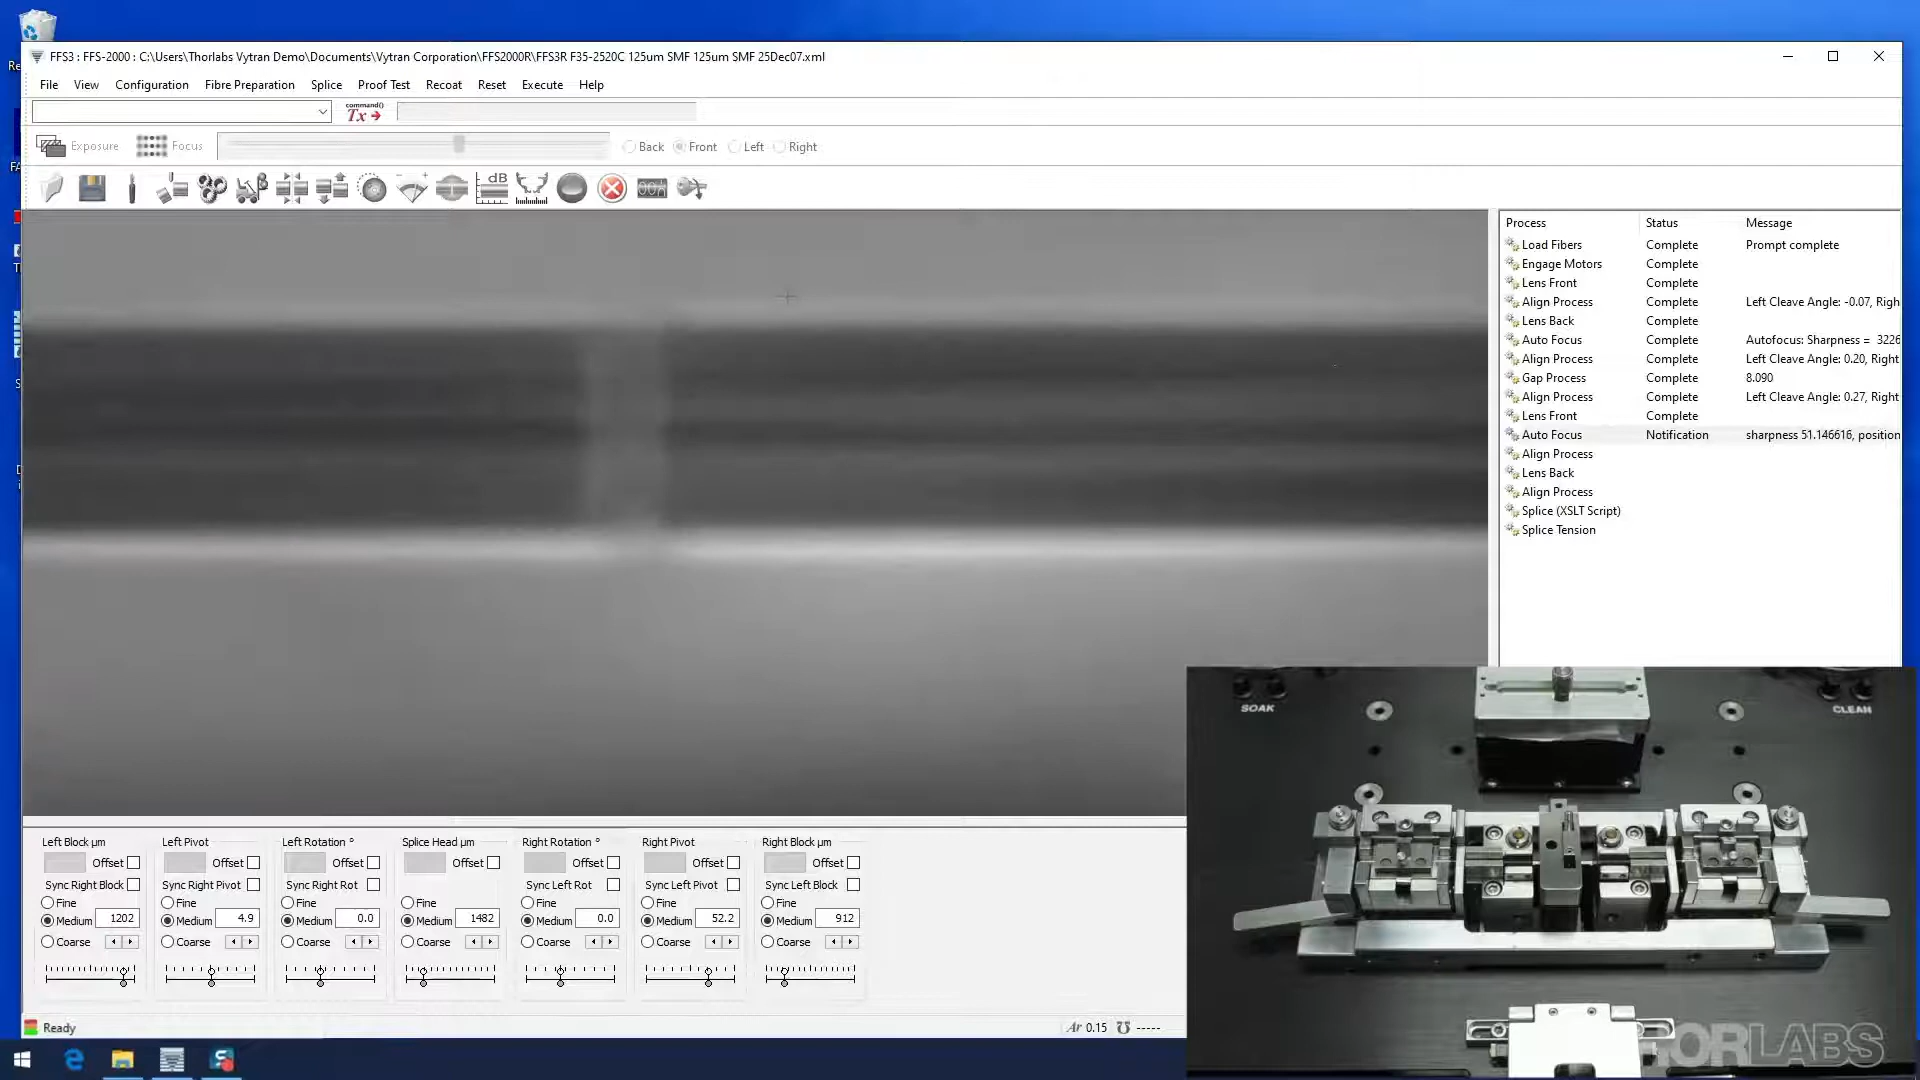 FFS3 : FFS-2000 : C:\Users\Thorlabs Vytran Demo\Documents\Vytran Corporation\FFS2000R\FFS3R F35-2520C 125um SMF 125um SMF 25Dec07.xml
File View Configuration Fibre Preparation Splice Proof Test Recoat Reset Execute Help
command()
Tx
Exposure Focus Back Front Left Right
dB
Process Status Message
Load Fibers Complete Prompt complete
Engage Motors Complete
Lens Front Complete
Align Process Complete Left Cleave Angle: -0.07, Righ
Lens Back Complete
Auto Focus Complete Autofocus: Sharpness = 3226
Align Process Complete Left Cleave Angle: 0.20, Right
Gap Process Complete 8.090
Align Process Complete Left Cleave Angle: 0.27, Right
Lens Front Complete
Auto Focus Notification sharpness 51.146616, position
Align Process
Lens Back
Align Process
Splice (XSLT Script)
Splice Tension
SOAK CLEAN
Left Block µm Left Pivot Left Rotation ° Splice Head µm Right Rotation ° Right Pivot Right Block µm
Offset Offset Offset Offset Offset Offset Offset
Sync Right Block Sync Right Pivot Sync Right Rot Sync Left Rot Sync Left Pivot Sync Left Block
Fine Fine Fine Fine Fine Fine Fine
Medium 1202 Medium 4.9 Medium 0.0 Medium 1482 Medium 0.0 Medium 52.2 Medium 912
Coarse Coarse Coarse Coarse Coarse Coarse Coarse
Ready Ar 0.15 -----
ORLABS